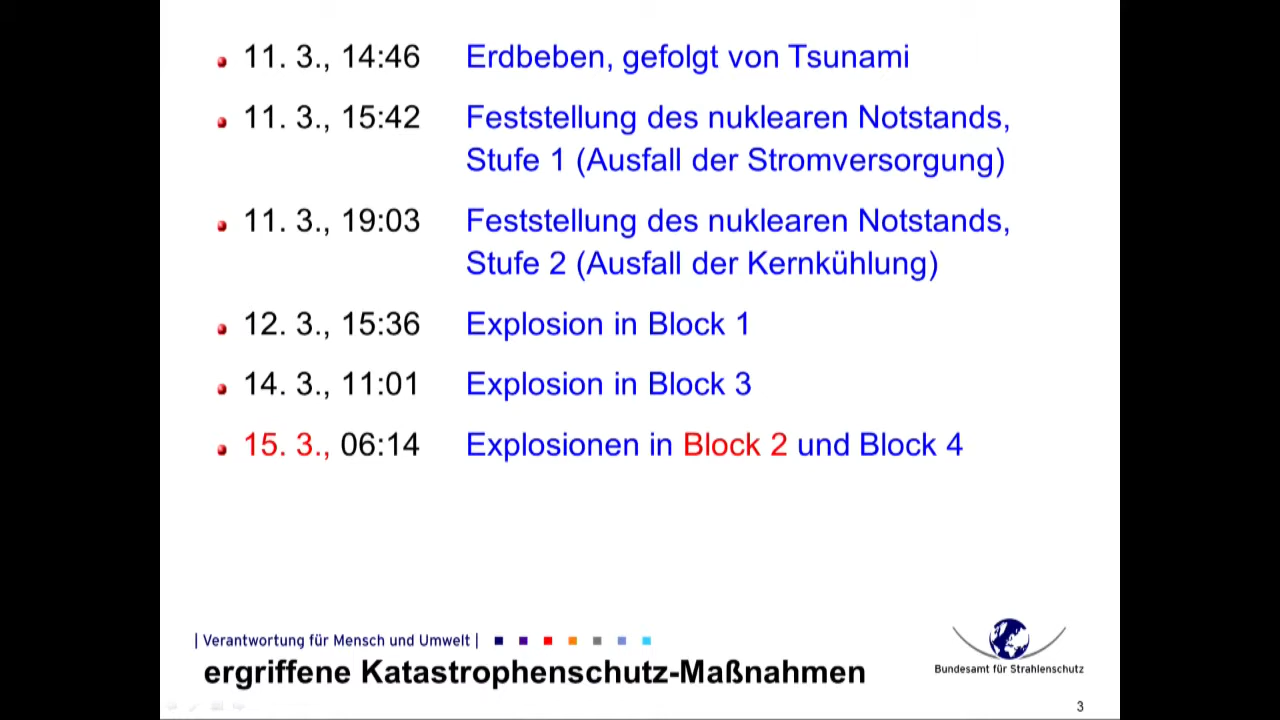 11. 3., 14:46 Erdbeben, gefolgt von Tsunami
11. 3., 15:42 Feststellung des nuklearen Notstands,
Stufe 1 (Ausfall der Stromversorgung)
11. 3., 19:03 Feststellung des nuklearen Notstands,
Stufe 2 (Ausfall der Kernkühlung)
12. 3., 15:36 Explosion in Block 1
14. 3., 11:01 Explosion in Block 3
15. 3., 06:14 Explosionen in Block 2 und Block 4
| Verantwortung für Mensch und Umwelt |
ergriffene Katastrophenschutz-Maßnahmen
Bundesamt für Strahlenschutz
3